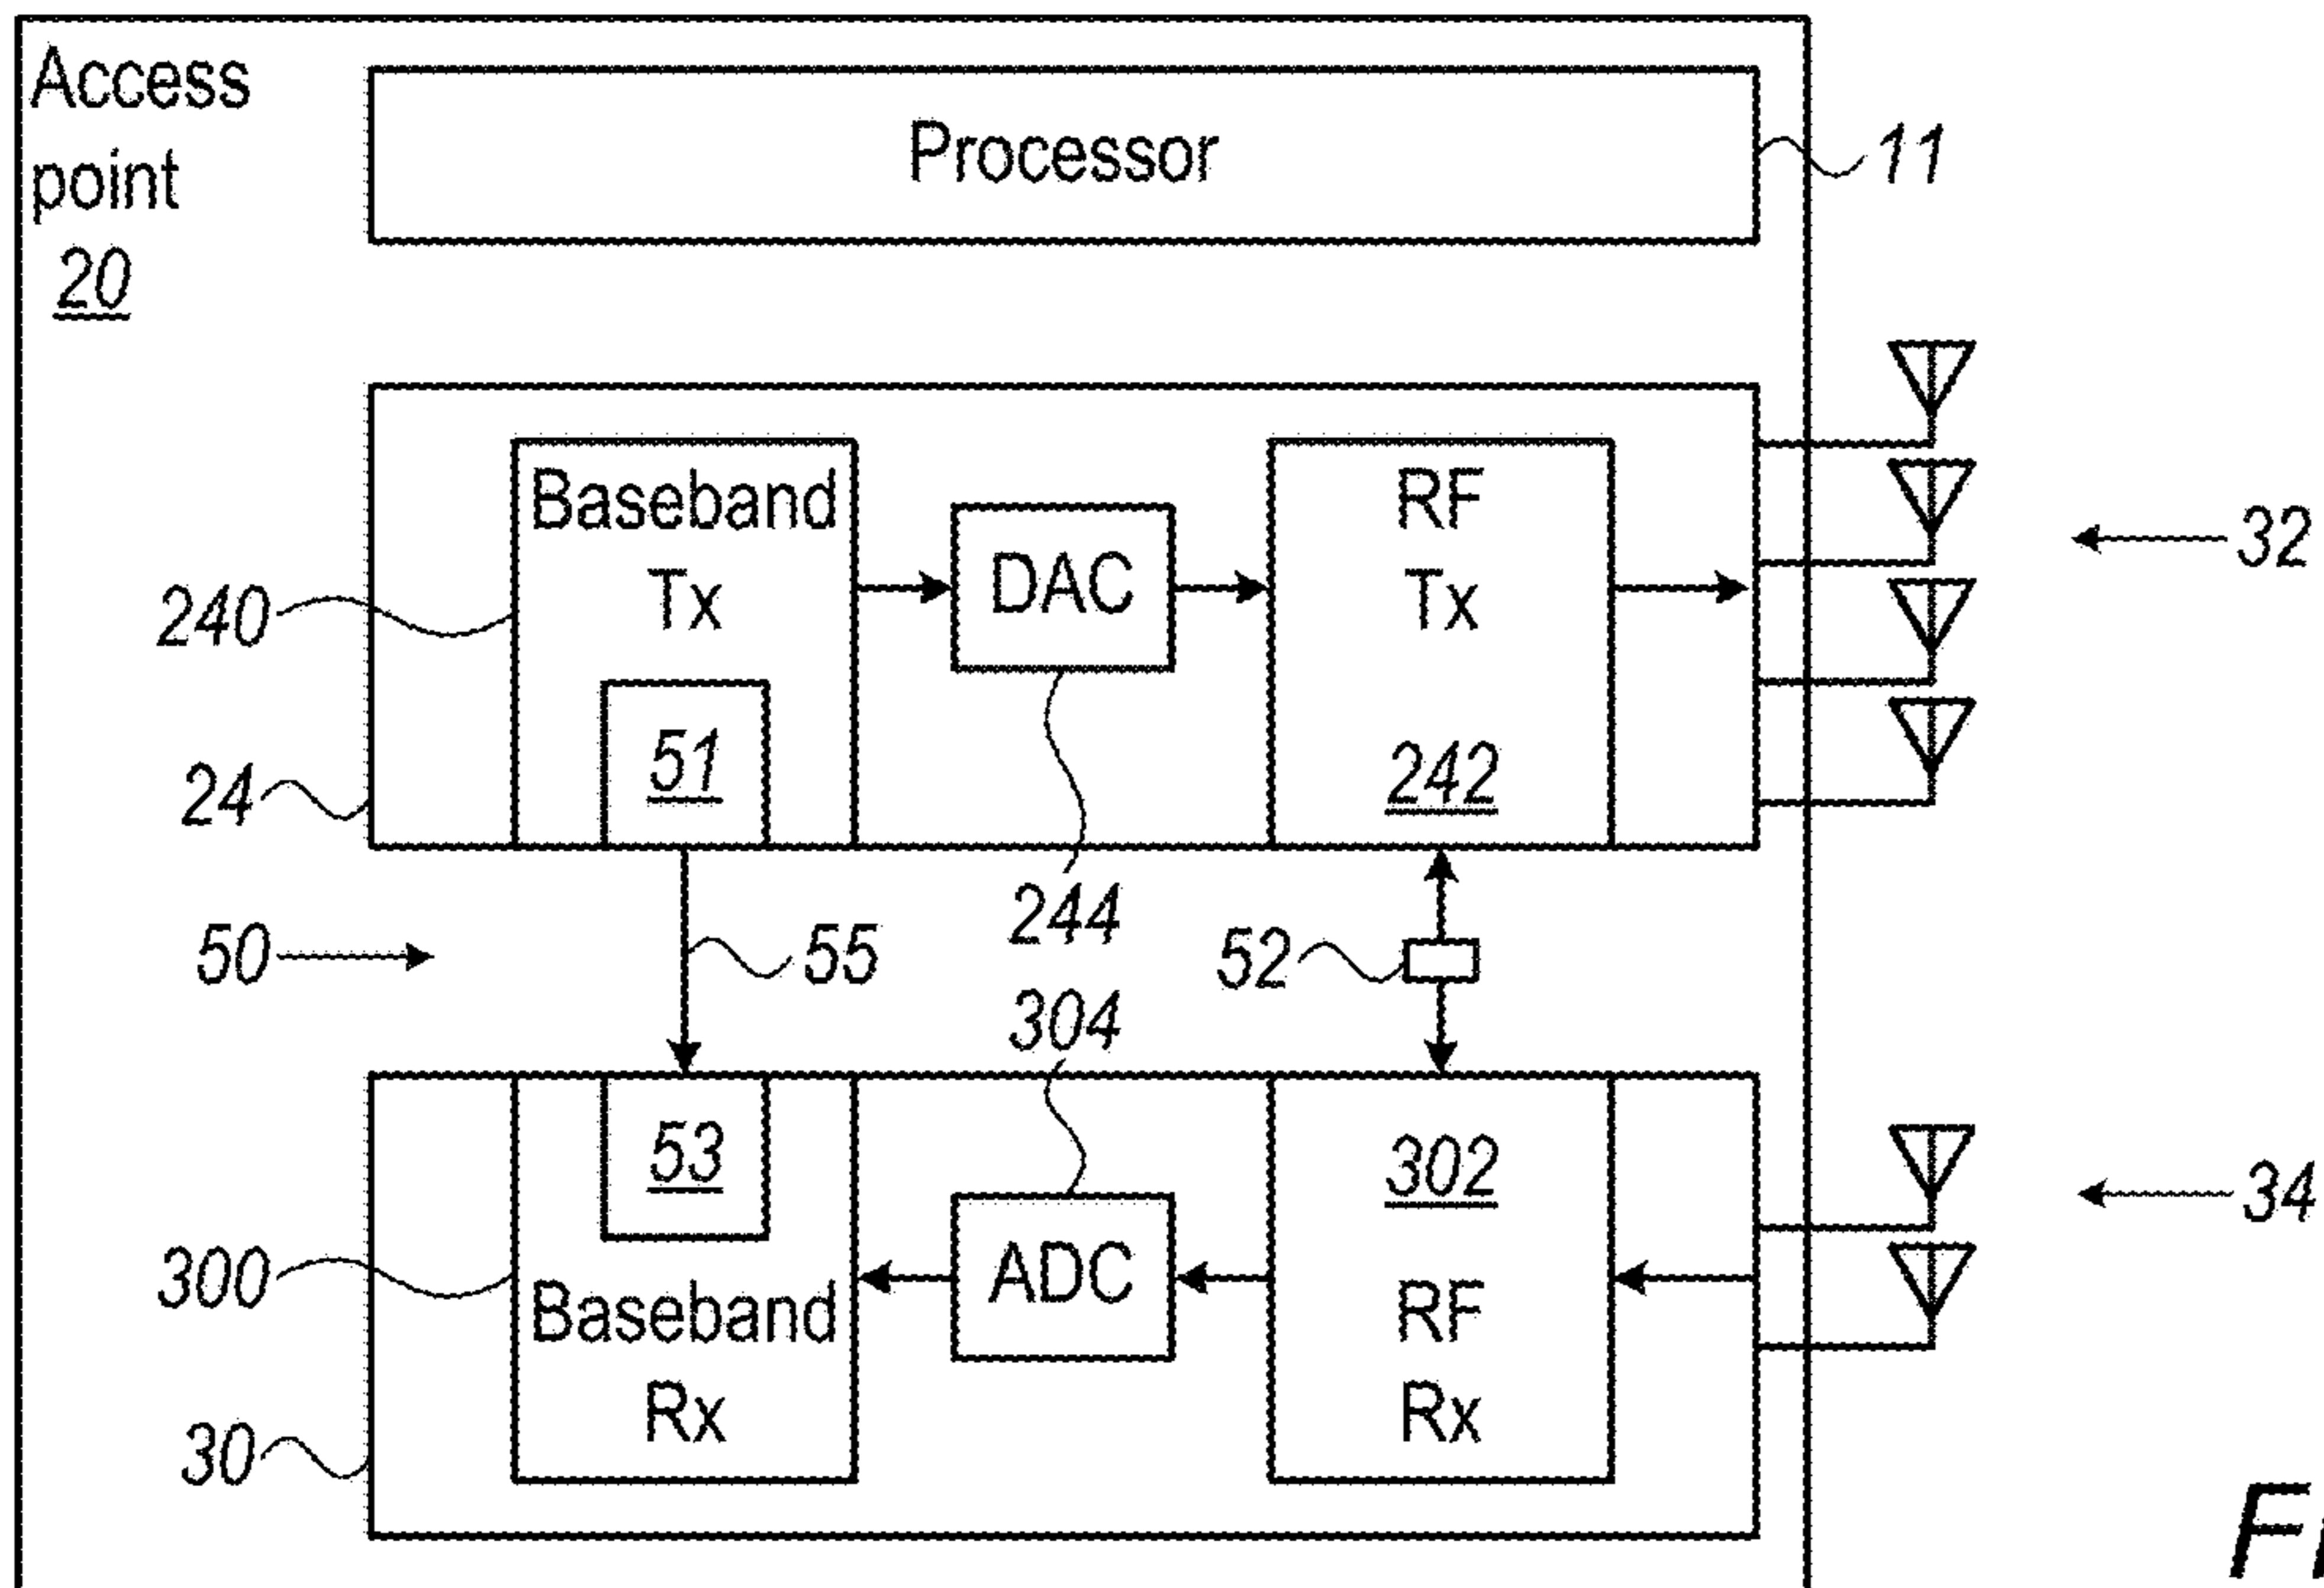 Access
point
20
Processor
11
Baseband
Tx
DAC
RF
Tx
32
240
51
242
24
244
50
55
52
304
53
302
34
300
ADC
Baseband
Rx
RF
Rx
30